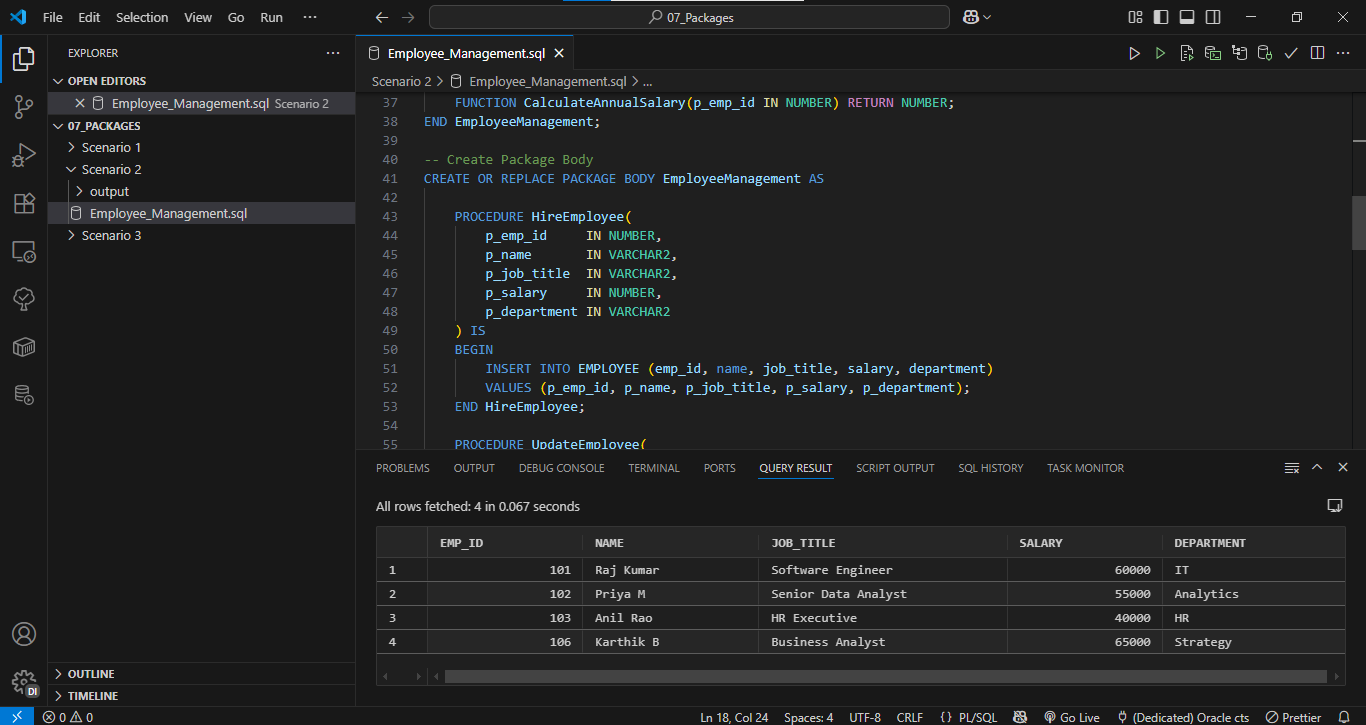 File Edit Selection View Go Run ··· 07_Packages
EXPLORER ···
OPEN EDITORS
Employee_Management.sql Scenario 2
07_PACKAGES
Scenario 1
Scenario 2
output
Employee_Management.sql
Scenario 3
OUTLINE
TIMELINE
DI
Employee_Management.sql
Scenario 2 > Employee_Management.sql > ...
37 FUNCTION CalculateAnnualSalary(p_emp_id IN NUMBER) RETURN NUMBER;
38 END EmployeeManagement;
39
40 -- Create Package Body
41 CREATE OR REPLACE PACKAGE BODY EmployeeManagement AS
42
43 PROCEDURE HireEmployee(
44 p_emp_id IN NUMBER,
45 p_name IN VARCHAR2,
46 p_job_title IN VARCHAR2,
47 p_salary IN NUMBER,
48 p_department IN VARCHAR2
49 ) IS
50 BEGIN
51 INSERT INTO EMPLOYEE (emp_id, name, job_title, salary, department)
52 VALUES (p_emp_id, p_name, p_job_title, p_salary, p_department);
53 END HireEmployee;
54
55 PROCEDURE UpdateEmployee(
PROBLEMS OUTPUT DEBUG CONSOLE TERMINAL PORTS QUERY RESULT SCRIPT OUTPUT SQL HISTORY TASK MONITOR
All rows fetched: 4 in 0.067 seconds
EMP_ID NAME JOB_TITLE SALARY DEPARTMENT
1 101 Raj Kumar Software Engineer 60000 IT
2 102 Priya M Senior Data Analyst 55000 Analytics
3 103 Anil Rao HR Executive 40000 HR
4 106 Karthik B Business Analyst 65000 Strategy
0 0 Ln 18, Col 24 Spaces: 4 UTF-8 CRLF {} PL/SQL Go Live (Dedicated) Oracle cts Prettier